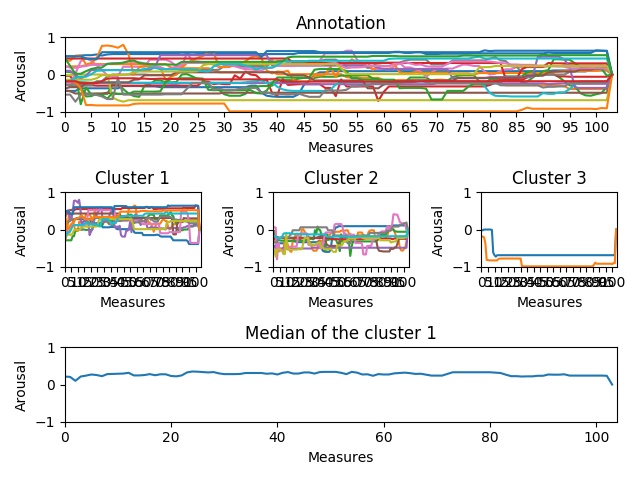 Annotation
Arousal
1
0
−1
0 5 10 15 20 25 30 35 40 45 50 55 60 65 70 75 80 85 90 95 100
Measures
Cluster 1 Cluster 2 Cluster 3
Arousal Arousal Arousal
1 1 1
0 0 0
−1 −1 −1
Measures Measures Measures
Median of the cluster 1
Arousal
1
0
−1
0 20 40 60 80 100
Measures